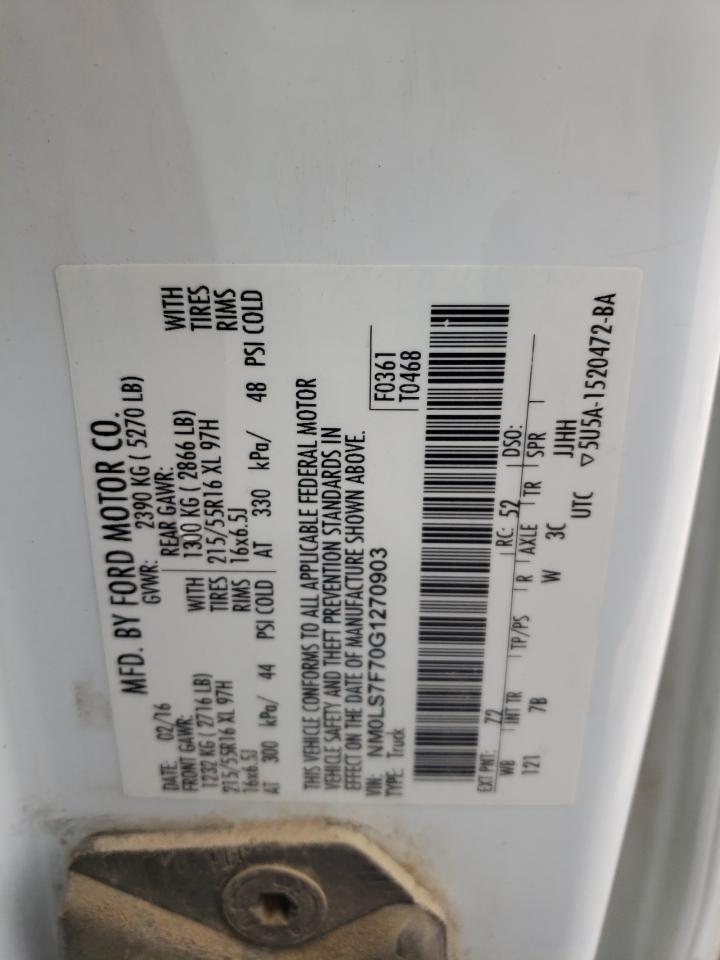 MFD. BY FORD MOTOR CO.
DATE: 02/16 GVWR: 2390 KG ( 5270 LB)
FRONT GAWR: REAR GAWR:
1232 KG ( 2716 LB) WITH 1300 KG ( 2866 LB) WITH
215/55R16 XL 97H TIRES 215/55R16 XL 97H TIRES
16x6.5J RIMS 16x6.5J RIMS
AT 300 kPa/ 44 PSI COLD AT 330 kPa/ 48 PSI COLD
THIS VEHICLE CONFORMS TO ALL APPLICABLE FEDERAL MOTOR
VEHICLE SAFETY AND THEFT PREVENTION STANDARDS IN
EFFECT ON THE DATE OF MANUFACTURE SHOWN ABOVE.
VIN: NM0LS7F70G1270903 F0361
TYPE: Truck T0468
EXT PNT: 7Z RC: 52 DSO:
WB INT TR TP/PS R AXLE TR SPR
121 7B W 3C JJHH
UTC ▽5U5A-1520472-BA